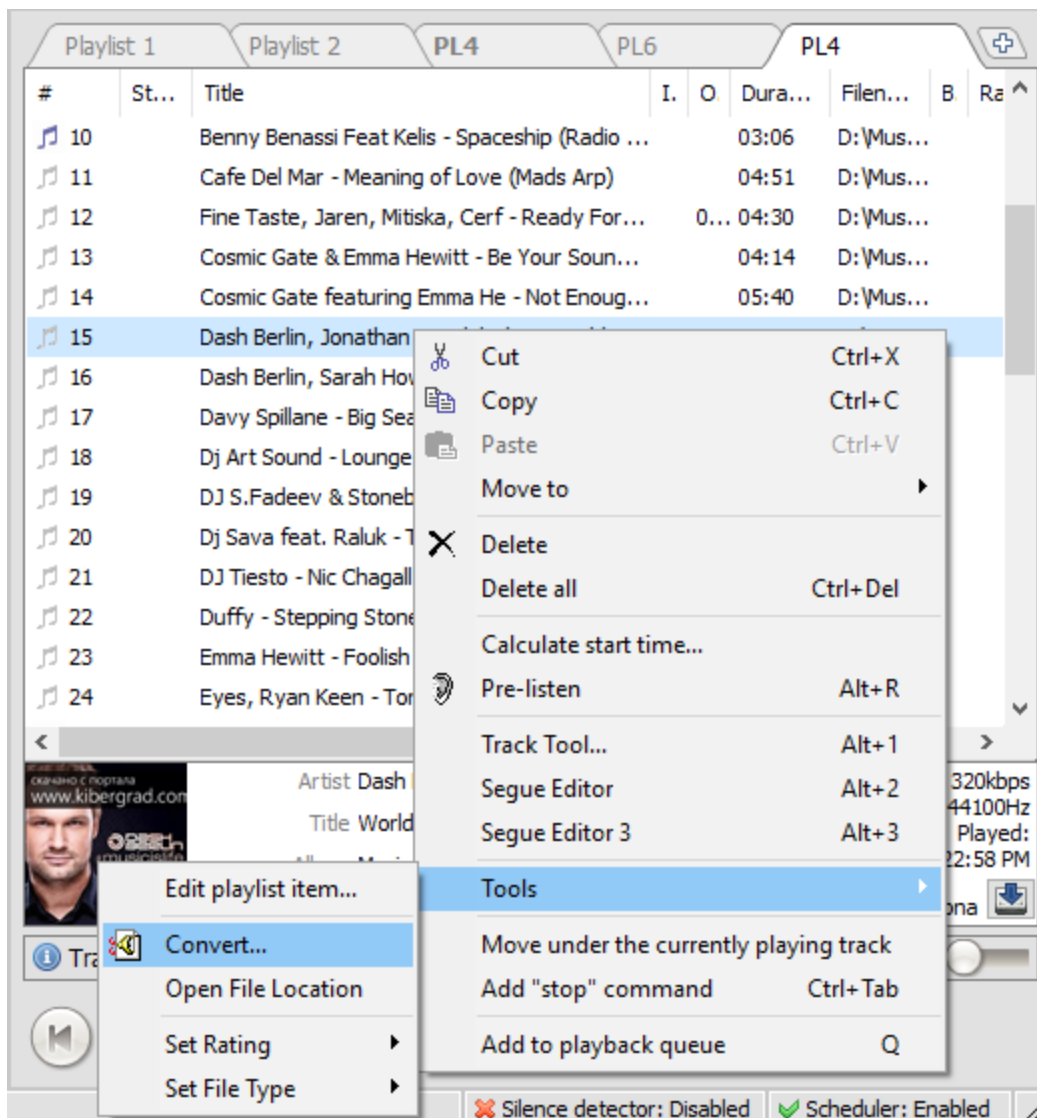 Playlist 1 Playlist 2 PL4 PL6 PL4
# St... Title I. O. Dura... Filen... B. Ra
10 Benny Benassi Feat Kelis - Spaceship (Radio ... 03:06 D:\Mus...
11 Cafe Del Mar - Meaning of Love (Mads Arp) 04:51 D:\Mus...
12 Fine Taste, Jaren, Mitiska, Cerf - Ready For... 0... 04:30 D:\Mus...
13 Cosmic Gate & Emma Hewitt - Be Your Soun... 04:14 D:\Mus...
14 Cosmic Gate featuring Emma He - Not Enoug... 05:40 D:\Mus...
15 Dash Berlin, Jonathan
16 Dash Berlin, Sarah How
17 Davy Spillane - Big Sea
18 Dj Art Sound - Lounge
19 DJ S.Fadeev & Stoneb
20 Dj Sava feat. Raluk - T
21 DJ Tiesto - Nic Chagall
22 Duffy - Stepping Stone
23 Emma Hewitt - Foolish
24 Eyes, Ryan Keen - Tor
Cut Ctrl+X
Copy Ctrl+C
Paste Ctrl+V
Move to
Delete
Delete all Ctrl+Del
Calculate start time...
Pre-listen Alt+R
Track Tool... Alt+1
Segue Editor Alt+2
Segue Editor 3 Alt+3
Tools
Move under the currently playing track
Add "stop" command Ctrl+Tab
Add to playback queue Q
скачано с портала
www.kibergrad.com
Artist Dash
Title World
320kbps
44100Hz
Played:
22:58 PM
ona
Edit playlist item...
Convert...
Open File Location
Set Rating
Set File Type
Tra
Silence detector: Disabled Scheduler: Enabled